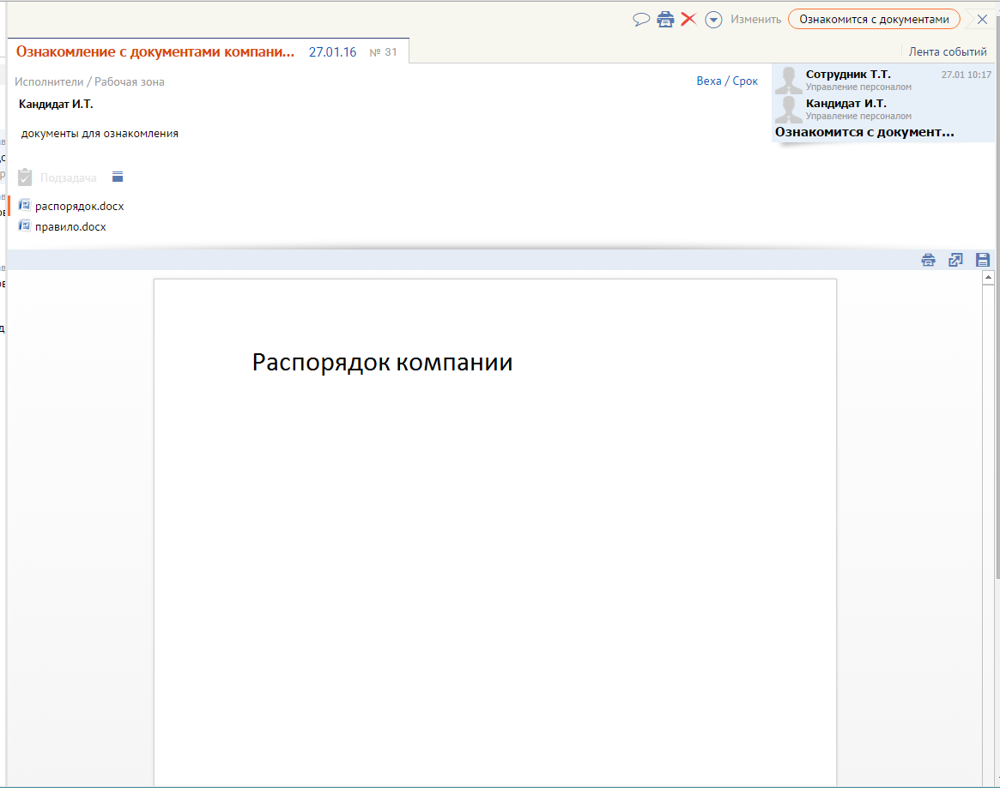 Изменить
Ознакомится с документами
Ознакомление с документами компани...
27.01.16
№ 31
Лента событий
Исполнители / Рабочая зона
Веха / Срок
Кандидат И.Т.
документы для ознакомления
Сотрудник Т.Т.
27.01 10:17
Управление персоналом
Кандидат И.Т.
Управление персоналом
Ознакомится с документ...
Подзадача
распорядок.docx
правило.docx
Распорядок компании